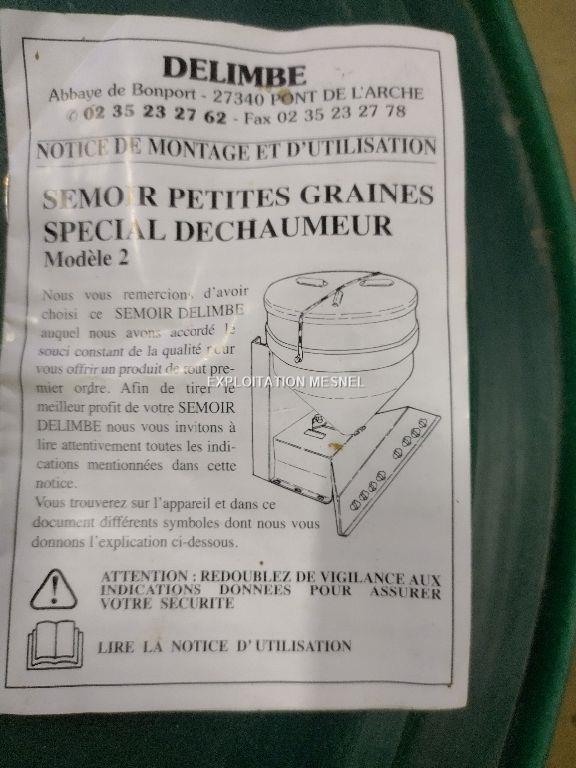 DELIMBE
Abbaye de Bonport - 27340 PONT DE L'ARCHE
✆ 02 35 23 27 62 - Fax 02 35 23 27 78
NOTICE DE MONTAGE ET D'UTILISATION
SEMOIR PETITES GRAINES
SPECIAL DECHAUMEUR
Modèle 2
Nous vous remercions d'avoir
choisi ce SEMOIR DELIMBE
auquel nous avons accordé le
souci constant de la qualité pour
vous offrir un produit de tout pre-
mier ordre. Afin de tirer le
meilleur profit de votre SEMOIR
DELIMBE nous vous invitons à
lire attentivement toutes les indi-
cations mentionnées dans cette
notice.
Vous trouverez sur l'appareil et dans ce
document différents symboles dont nous vous
donnons l'explication ci-dessous.
EXPLOITATION MESNEL
ATTENTION : REDOUBLEZ DE VIGILANCE AUX
INDICATIONS DONNEES POUR ASSURER
VOTRE SECURITE
LIRE LA NOTICE D'UTILISATION